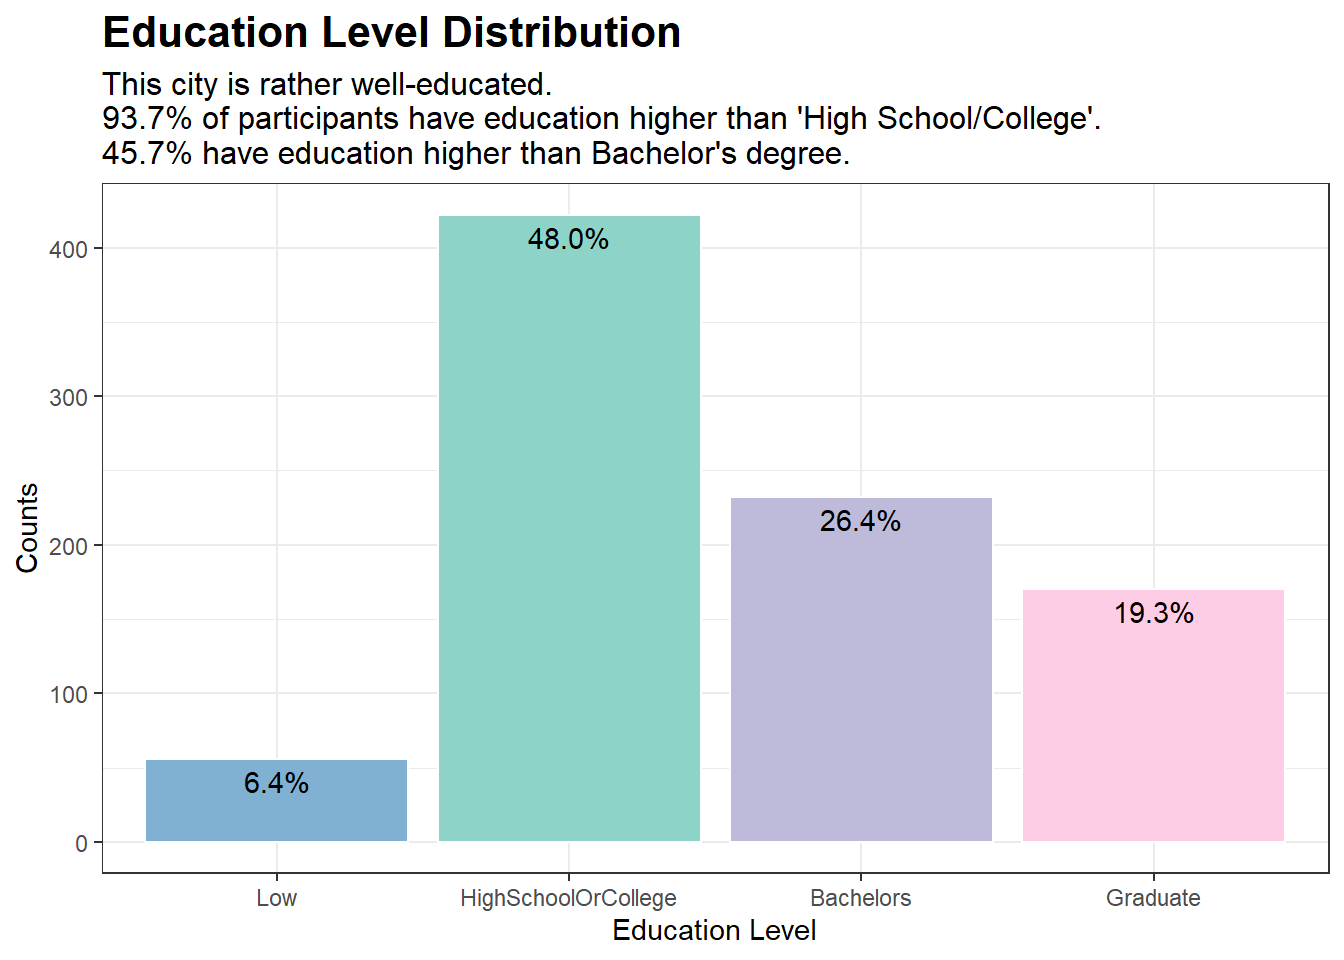 Education Level Distribution
This city is rather well-educated.
93.7% of participants have education higher than 'High School/College'.
45.7% have education higher than Bachelor's degree.
Counts
400
300
200
100
0
6.4%
48.0%
26.4%
19.3%
Low
HighSchoolOrCollege
Bachelors
Graduate
Education Level